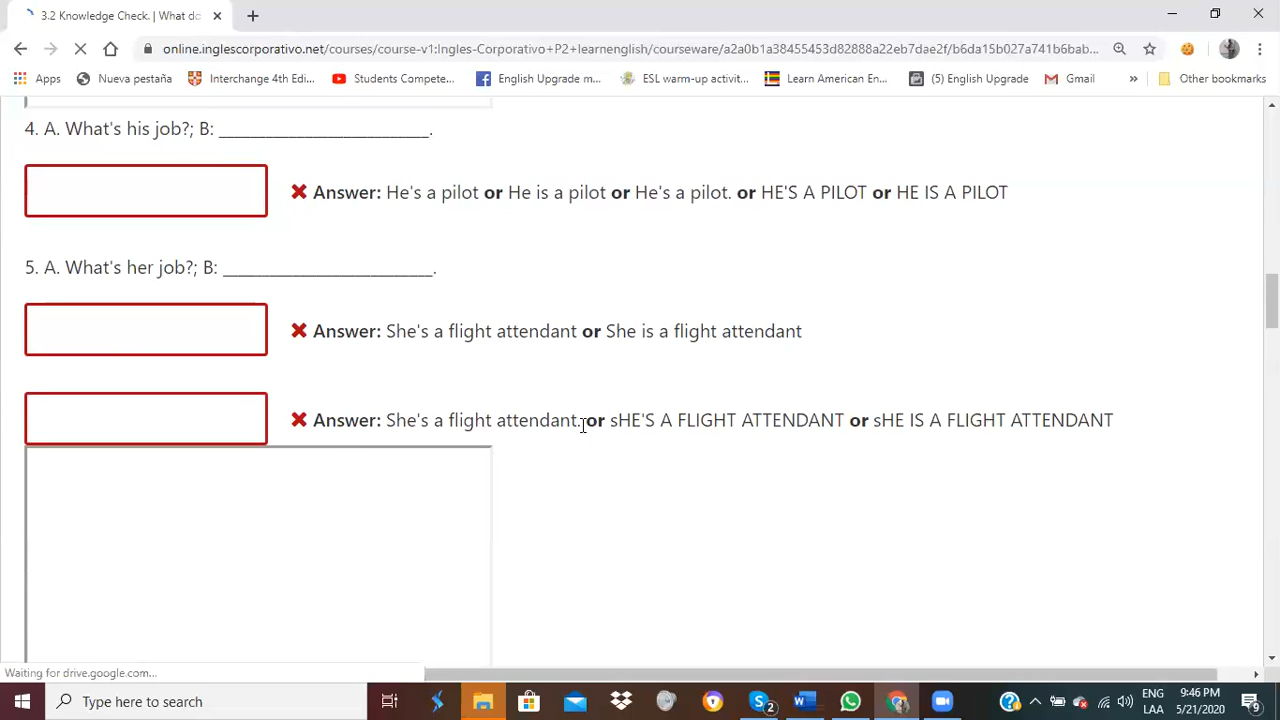 3.2 Knowledge Check. | What do
online.inglescorporativo.net/courses/course-v1:Ingles-Corporativo+P2+learnenglish/courseware/a2a0b1a38455453d82888a22eb7dae2f/b6da15b027a741b6bab...
Apps Nueva pestaña Interchange 4th Edi... Students Compete... English Upgrade m... ESL warm-up activit... Learn American En... (5) English Upgrade Gmail » Other bookmarks
4. A. What's his job?; B: _________________________.
Answer: He's a pilot or He is a pilot or He's a pilot. or HE'S A PILOT or HE IS A PILOT
5. A. What's her job?; B: _________________________.
Answer: She's a flight attendant or She is a flight attendant
Answer: She's a flight attendant. or sHE'S A FLIGHT ATTENDANT or sHE IS A FLIGHT ATTENDANT
Waiting for drive.google.com...
Type here to search
2
ENG 9:46 PM
LAA 5/21/2020 9